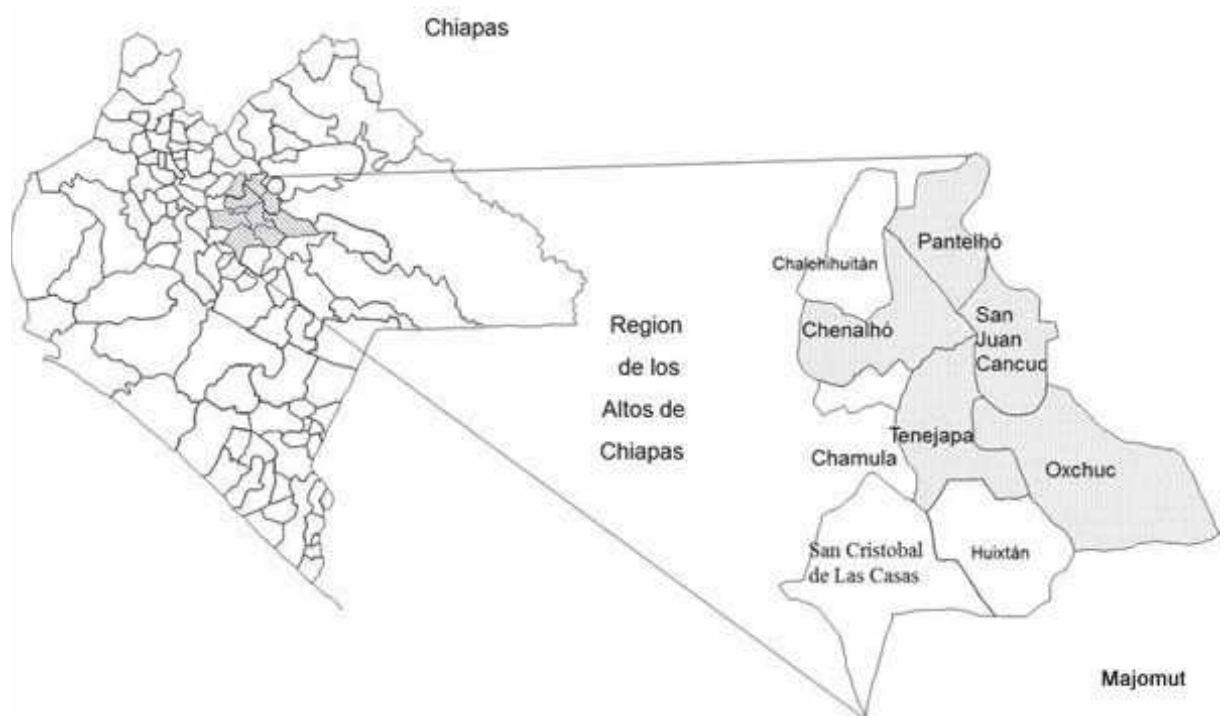 Chiapas
Region
de los
Altos de
Chiapas
Pantelhó
Chalchihuitán
Chenalhó
San
Juan
Cancuc
Tenejapa
Chamula
Oxchuc
San Cristobal
de Las Casas
Huixtán
Majomut